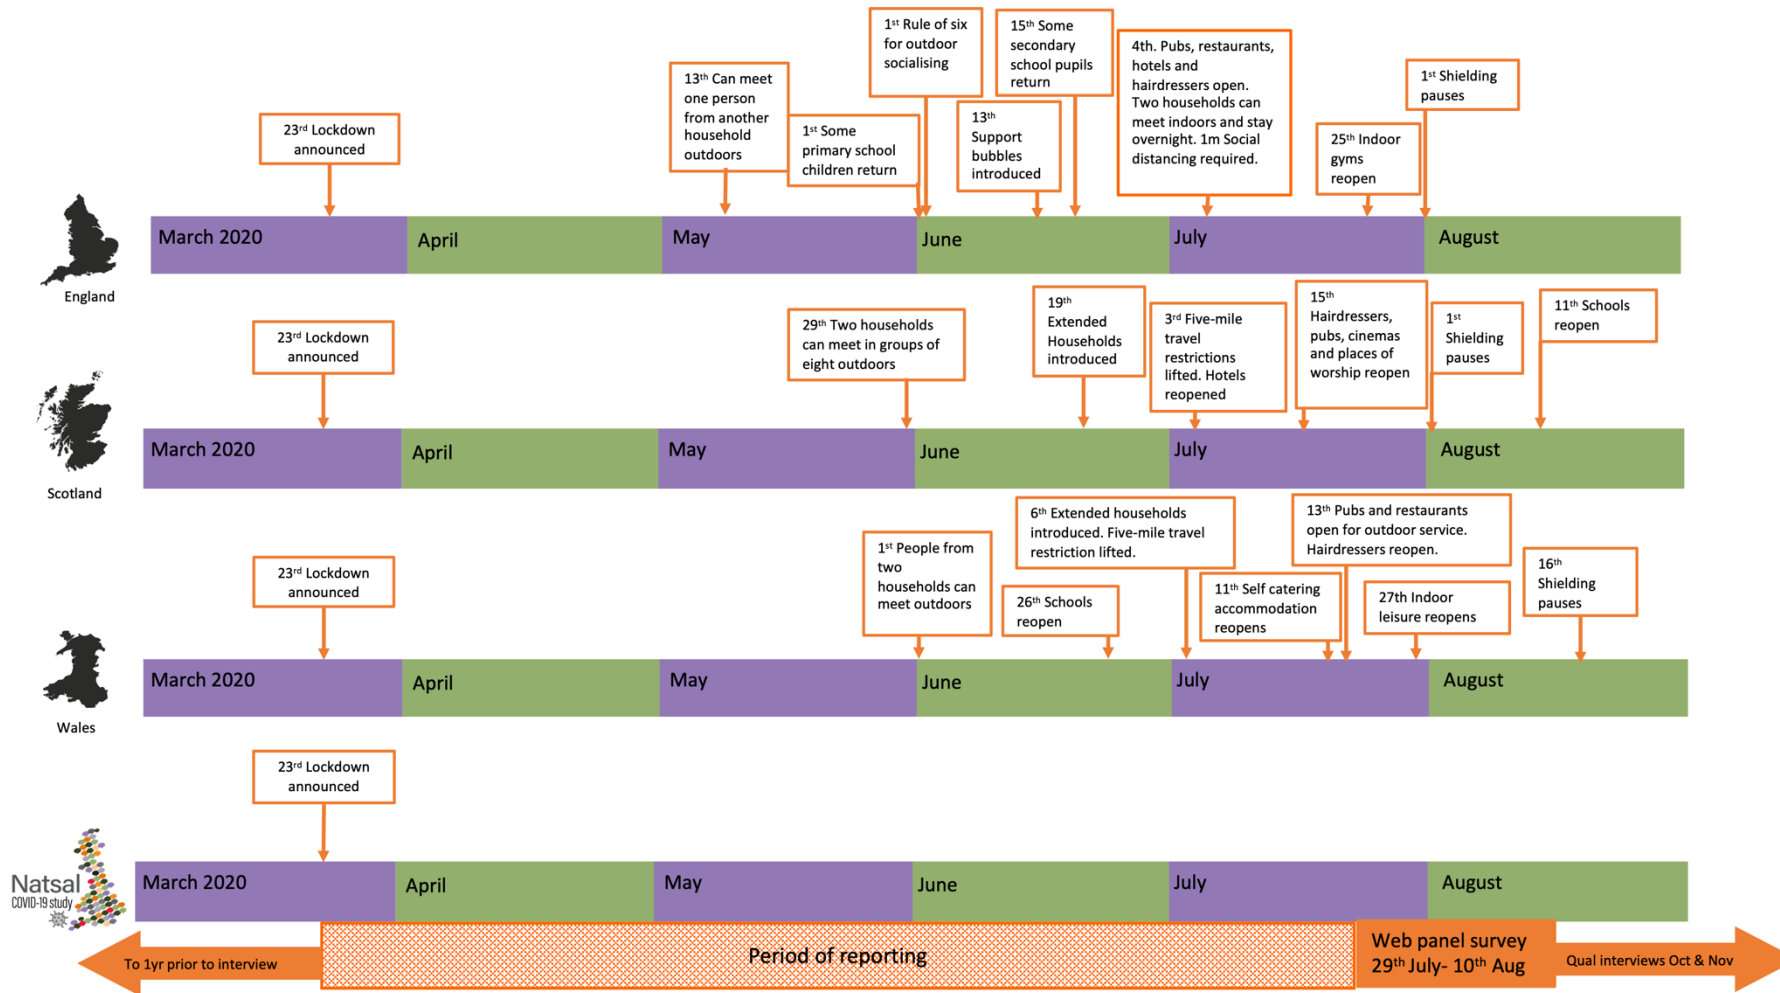 23rd Lockdown
announced
13th Can meet
one person
from another
household
outdoors
1st Some
primary school
children return
1st Rule of six
for outdoor
socialising
13th
Support
bubbles
introduced
15th Some
secondary
school pupils
return
4th. Pubs, restaurants,
hotels and
hairdressers open.
Two households can
meet indoors and stay
overnight. 1m Social
distancing required.
25th Indoor
gyms
reopen
1st Shielding
pauses
March 2020
April
May
June
July
August
England
23rd Lockdown
announced
29th Two households
can meet in groups of
eight outdoors
19th
Extended
Households
introduced
3rd Five-mile
travel
restrictions
lifted. Hotels
reopened
15th
Hairdressers,
pubs, cinemas
and places of
worship reopen
1st
Shielding
pauses
11th Schools
reopen
March 2020
April
May
June
July
August
Scotland
23rd Lockdown
announced
1st People from
two
households can
meet outdoors
26th Schools
reopen
6th Extended households
introduced. Five-mile travel
restriction lifted.
11th Self catering
accommodation
reopens
13th Pubs and restaurants
open for outdoor service.
Hairdressers reopen.
27th Indoor
leisure reopens
16th
Shielding
pauses
March 2020
April
May
June
July
August
Wales
23rd Lockdown
announced
March 2020
April
May
June
July
August
Natsal
COVID-19 study
To 1yr prior to interview
Period of reporting
Web panel survey
29th July- 10th Aug
Qual interviews Oct & Nov